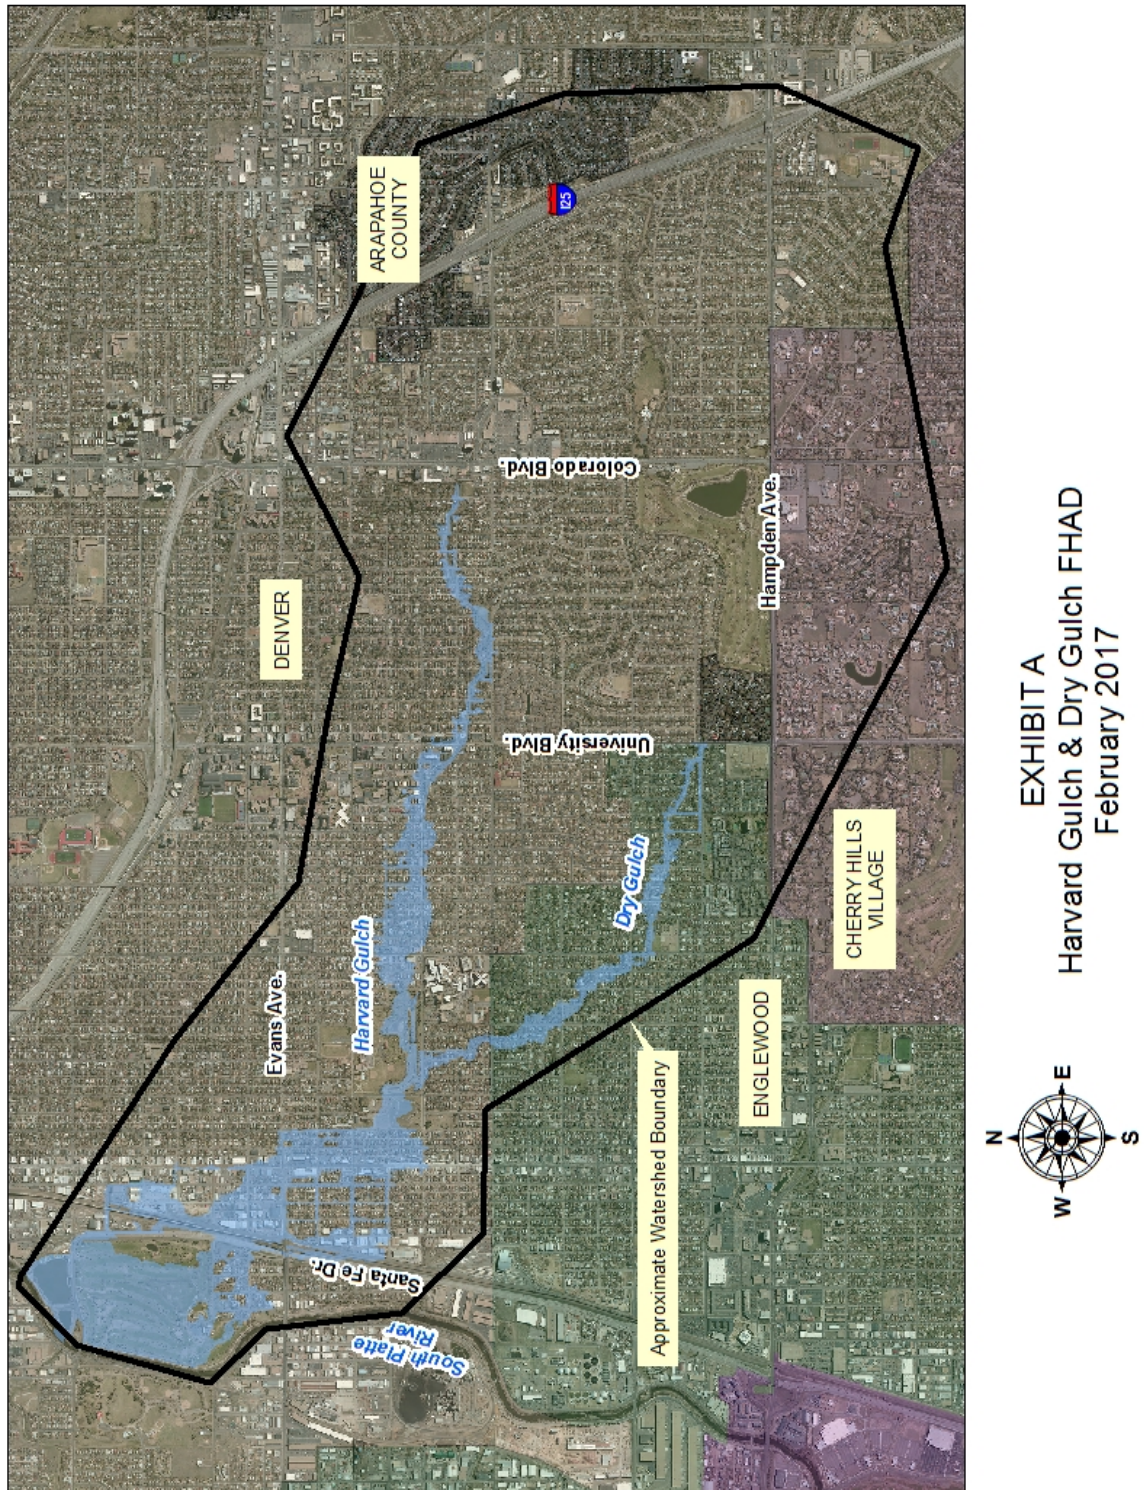 ARAPAHOE
COUNTY
I25
DENVER
Colorado Blvd.
Hampden Ave.
University Blvd.
Harvard Gulch
Dry Gulch
Evans Ave.
CHERRY HILLS
VILLAGE
ENGLEWOOD
Approximate Watershed Boundary
Santa Fe Dr.
South Platte
River
N
W
E
S
EXHIBIT A
Harvard Gulch & Dry Gulch FHAD
February 2017